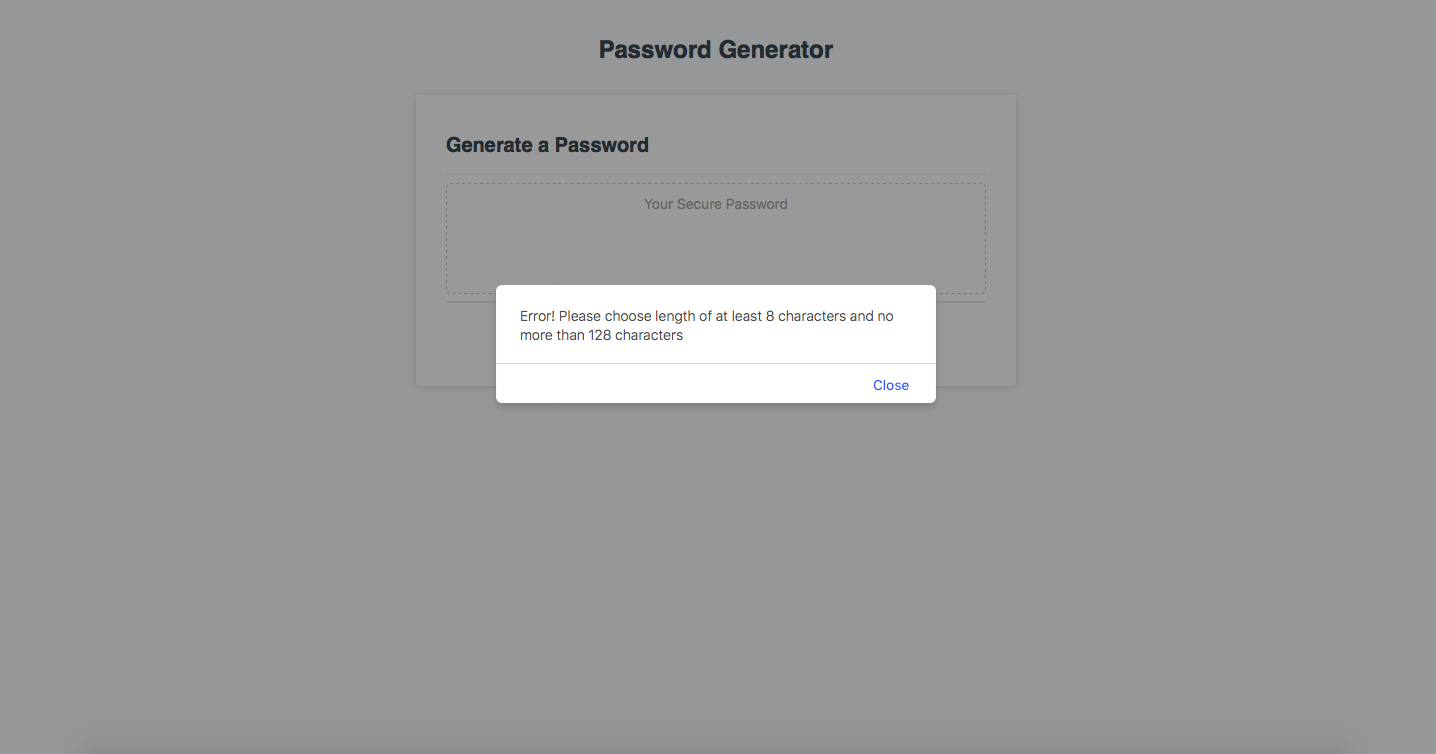 Password Generator
Generate a Password
Your Secure Password
Error! Please choose length of at least 8 characters and no
more than 128 characters
Close